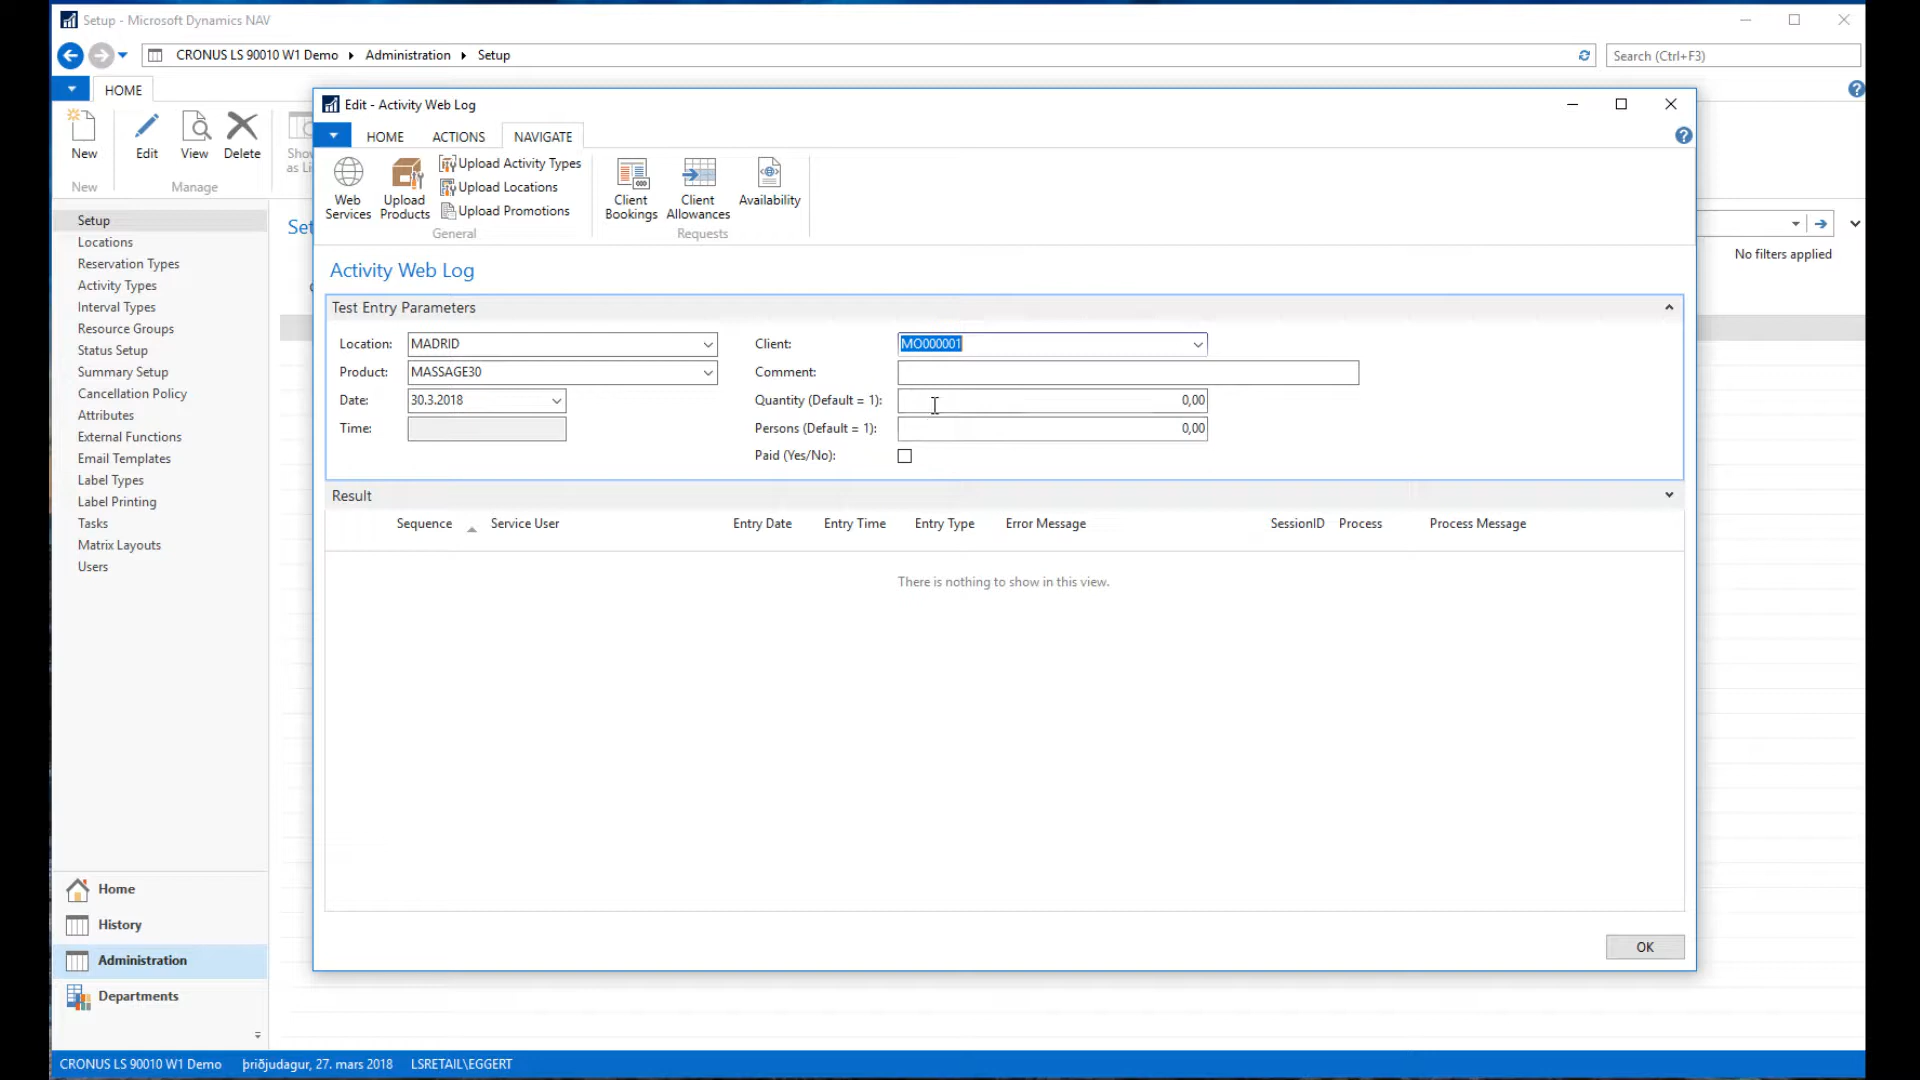 Setup - Microsoft Dynamics NAV
CRONUS LS 90010 W1 Demo Administration Setup
Search (Ctrl+F3)
HOME
New
Edit
View
Delete
New
Manage
Edit - Activity Web Log
HOME ACTIONS NAVIGATE
Web Services
Upload Products
Upload Activity Types
Upload Locations
Upload Promotions
General
Client Bookings
Client Allowances
Availability
Requests
Activity Web Log
No filters applied
Test Entry Parameters
Location: MADRID
Product: MASSAGE30
Date: 30.3.2018
Time:
Client: MO000001
Comment:
Quantity (Default = 1): 0,00
Persons (Default = 1): 0,00
Paid (Yes/No):
Result
Sequence Service User Entry Date Entry Time Entry Type Error Message SessionID Process Process Message
There is nothing to show in this view.
OK
Setup
Locations
Reservation Types
Activity Types
Interval Types
Resource Groups
Status Setup
Summary Setup
Cancellation Policy
Attributes
External Functions
Email Templates
Label Types
Label Printing
Tasks
Matrix Layouts
Users
Home
History
Administration
Departments
CRONUS LS 90010 W1 Demo þriðjudagur, 27. mars 2018 LSRETAIL\EGGERT